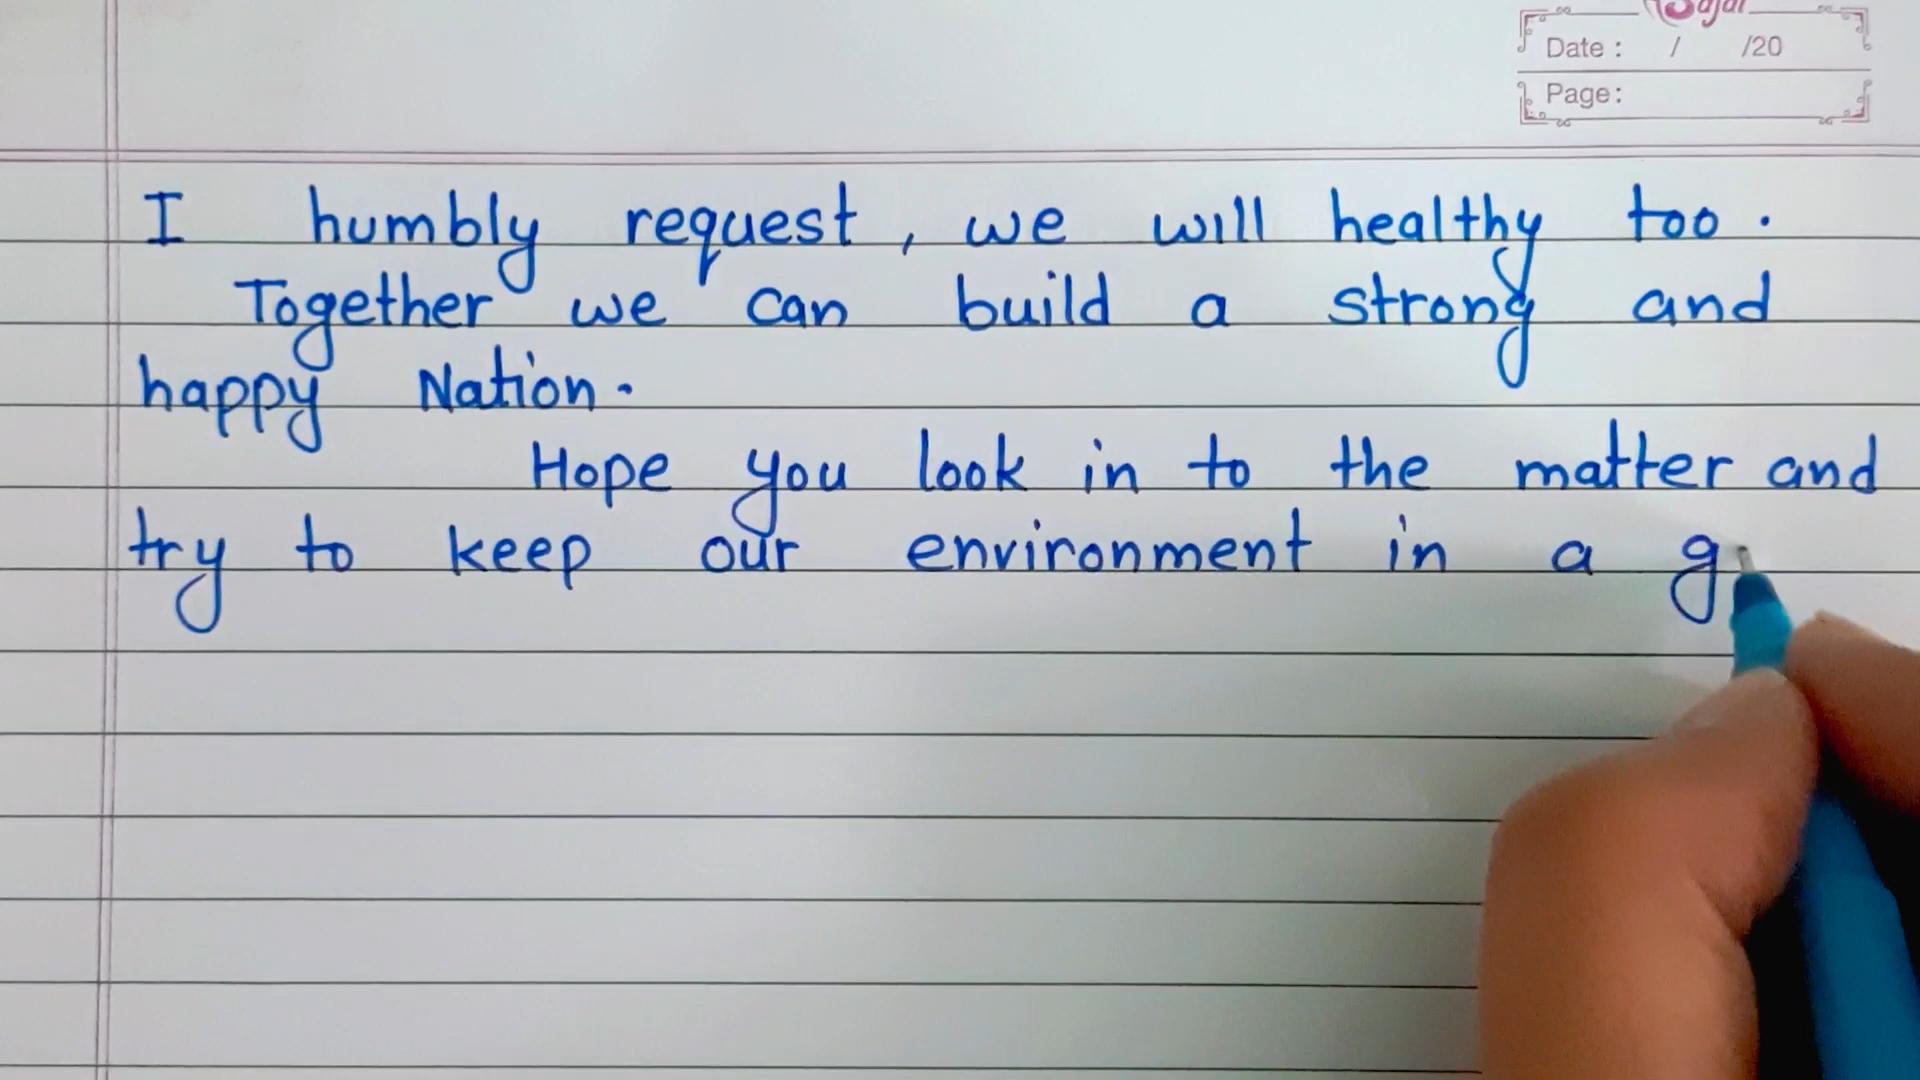 Sajal
Date : / /20
Page:
I humbly request, we will healthy too.
Together we can build a strong and
happy Nation.
Hope you look in to the matter and
try to keep our environment in a g